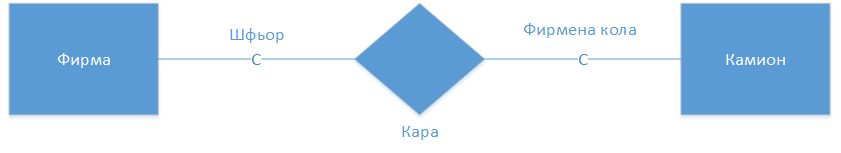 Фирма
Шфьор
С
Кара
Фирмена кола
С
Камион